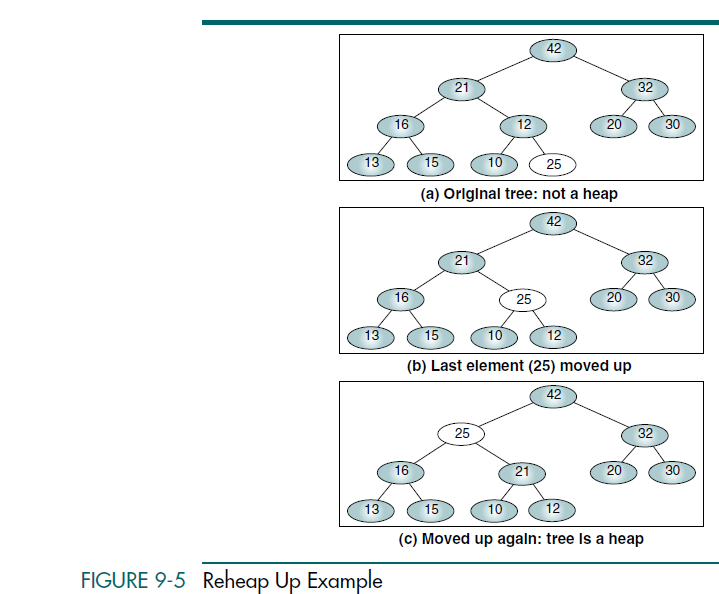 42
21 32
16 12 20 30
13 15 10 25
(a) Original tree: not a heap
42
21 32
16 25 20 30
13 15 10 12
(b) Last element (25) moved up
42
25 32
16 21 20 30
13 15 10 12
(c) Moved up again: tree is a heap
FIGURE 9-5 Reheap Up Example